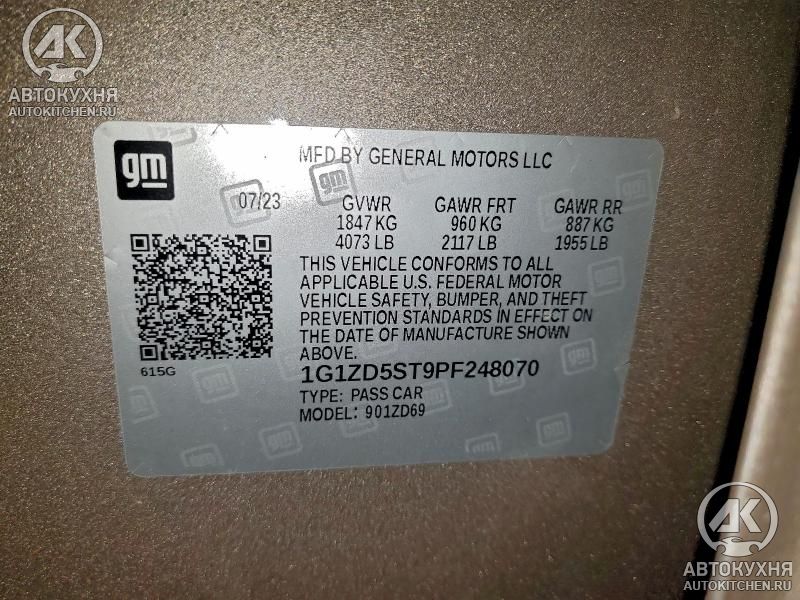 АВТОКУХНЯ
AUTOKITCHEN.RU
gm
MFD BY GENERAL MOTORS LLC
07/23 GVWR GAWR FRT GAWR RR
1847 KG 960 KG 887 KG
4073 LB 2117 LB 1955 LB
THIS VEHICLE CONFORMS TO ALL
APPLICABLE U.S. FEDERAL MOTOR
VEHICLE SAFETY, BUMPER, AND THEFT
PREVENTION STANDARDS IN EFFECT ON
THE DATE OF MANUFACTURE SHOWN
ABOVE.
615G
1G1ZD5ST9PF248070
TYPE: PASS CAR
MODEL: 901ZD69
АВТОКУХНЯ
AUTOKITCHEN.RU